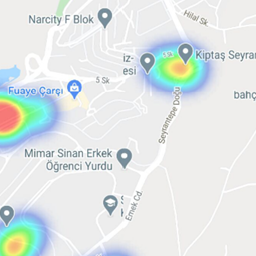 Hilal Sk.
Narcity F Blok
iz-
esi
Kiptaş Seyran
5 Sk
Fuaye Çarşı
bahç
Seyrantepe Doğu
Mimar Sinan Erkek
Öğrenci Yurdu
S
K
Emek Cd.